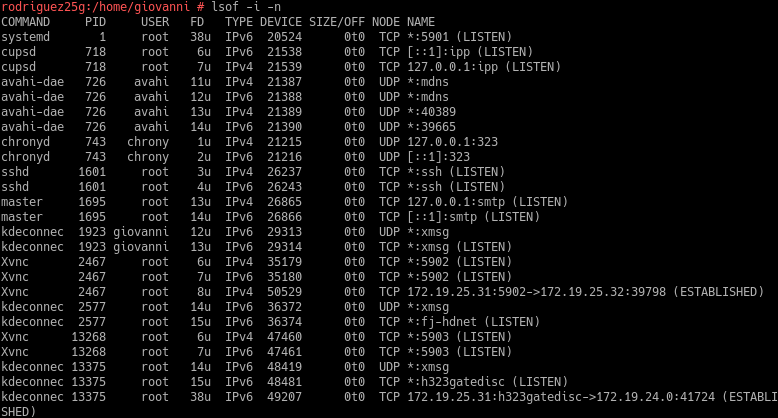 rodriguez25g:/home/giovanni # lsof -i -n
COMMAND     PID     USER   FD   TYPE DEVICE SIZE/OFF NODE NAME
systemd       1     root   38u  IPv6  20524      0t0  TCP *:5901 (LISTEN)
cupsd       718     root    6u  IPv6  21538      0t0  TCP [::1]:ipp (LISTEN)
cupsd       718     root    7u  IPv4  21539      0t0  TCP 127.0.0.1:ipp (LISTEN)
avahi-dae   726    avahi   11u  IPv4  21387      0t0  UDP *:mdns
avahi-dae   726    avahi   12u  IPv6  21388      0t0  UDP *:mdns
avahi-dae   726    avahi   13u  IPv4  21389      0t0  UDP *:40389
avahi-dae   726    avahi   14u  IPv6  21390      0t0  UDP *:39665
chronyd     743   chrony    1u  IPv4  21215      0t0  UDP 127.0.0.1:323
chronyd     743   chrony    2u  IPv6  21216      0t0  UDP [::1]:323
sshd       1601     root    3u  IPv4  26237      0t0  TCP *:ssh (LISTEN)
sshd       1601     root    4u  IPv6  26243      0t0  TCP *:ssh (LISTEN)
master     1695     root   13u  IPv4  26865      0t0  TCP 127.0.0.1:smtp (LISTEN)
master     1695     root   14u  IPv6  26866      0t0  TCP [::1]:smtp (LISTEN)
kdeconnec  1923 giovanni   12u  IPv6  29313      0t0  UDP *:xmsg
kdeconnec  1923 giovanni   13u  IPv6  29314      0t0  TCP *:xmsg (LISTEN)
Xvnc       2467     root    6u  IPv4  35179      0t0  TCP *:5902 (LISTEN)
Xvnc       2467     root    7u  IPv6  35180      0t0  TCP *:5902 (LISTEN)
Xvnc       2467     root    8u  IPv4  50529      0t0  TCP 172.19.25.31:5902->172.19.25.32:39798 (ESTABLISHED)
kdeconnec  2577     root   14u  IPv6  36372      0t0  UDP *:xmsg
kdeconnec  2577     root   15u  IPv6  36374      0t0  TCP *:fj-hdnet (LISTEN)
Xvnc      13268     root    6u  IPv4  47460      0t0  TCP *:5903 (LISTEN)
Xvnc      13268     root    7u  IPv6  47461      0t0  TCP *:5903 (LISTEN)
kdeconnec 13375     root   14u  IPv6  48419      0t0  UDP *:xmsg
kdeconnec 13375     root   15u  IPv6  48481      0t0  TCP *:h323gatedisc (LISTEN)
kdeconnec 13375     root   38u  IPv6  49207      0t0  TCP 172.19.25.31:h323gatedisc->172.19.24.0:41724 (ESTABLI
SHED)